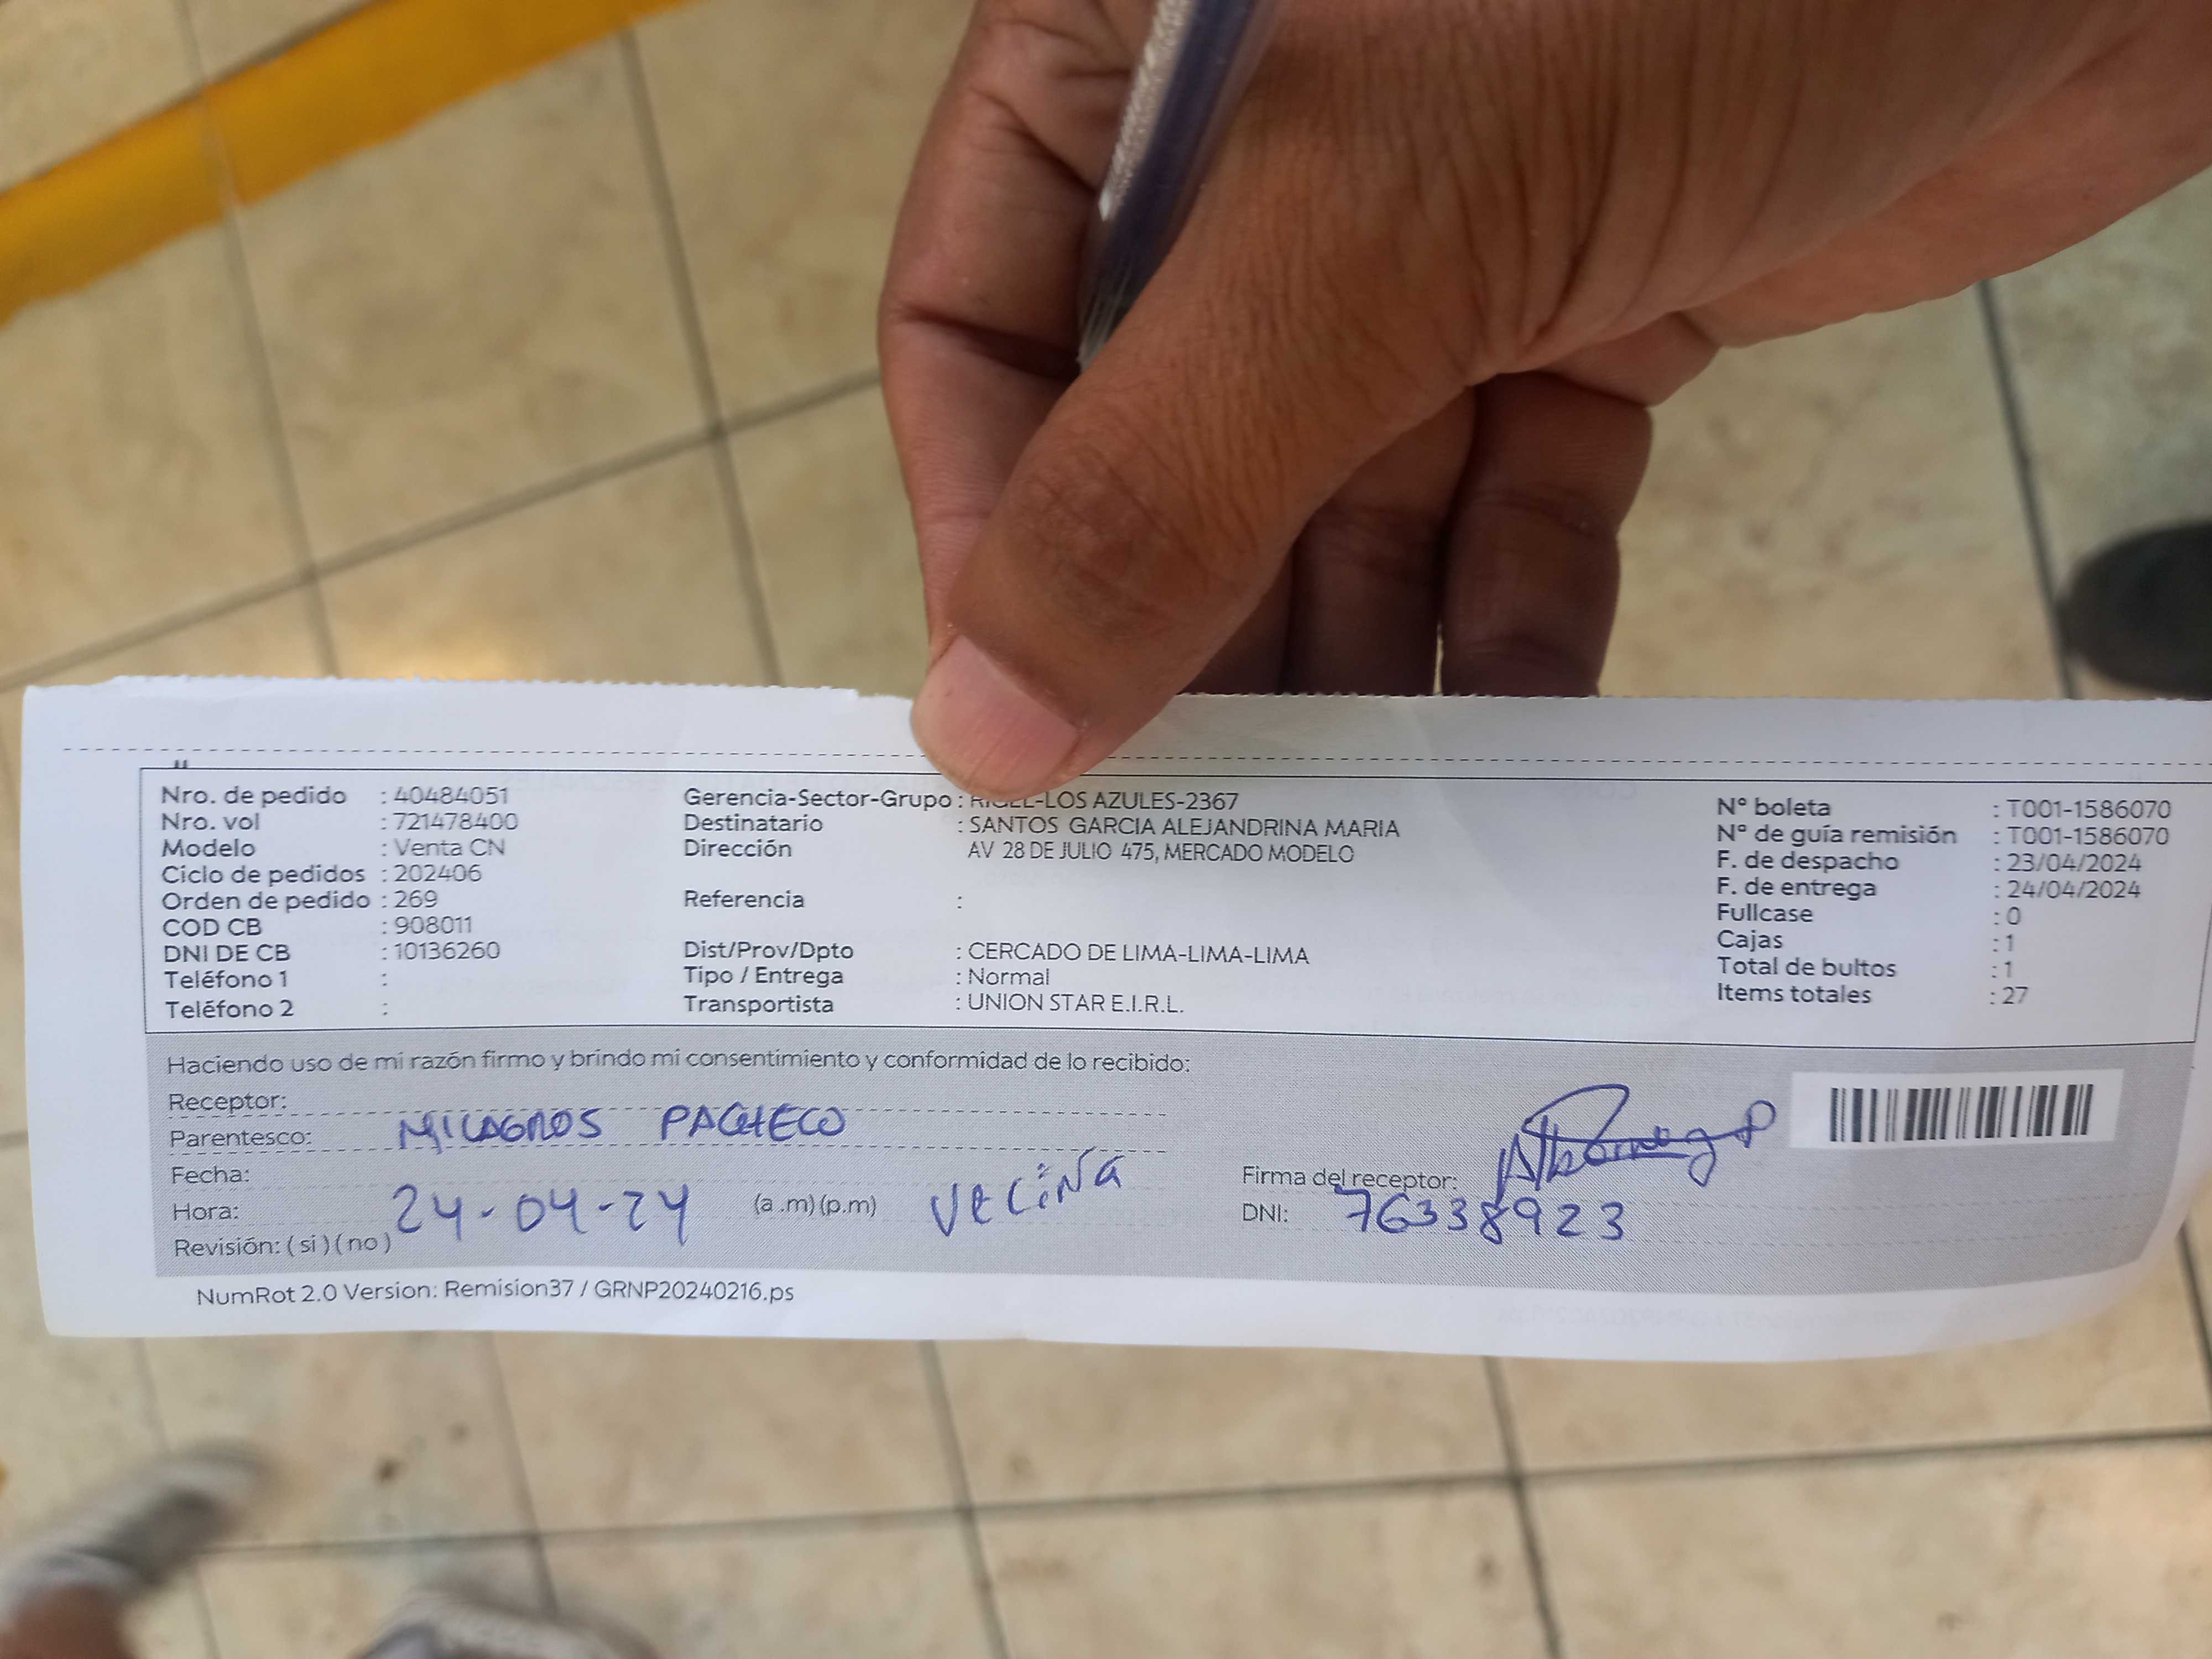 Nro. de pedido : 40484051
Nro. vol : 721478400
Modelo : Venta CN
Ciclo de pedidos : 202406
Orden de pedido : 269
COD CB : 908011
DNI DE CB : 10136260
Teléfono 1 :
Teléfono 2 :
Gerencia-Sector-Grupo : RIGEL-LOS AZULES-2367
Destinatario : SANTOS GARCIA ALEJANDRINA MARIA
Dirección AV 28 DE JULIO 475, MERCADO MODELO
Referencia :
Dist/Prov/Dpto : CERCADO DE LIMA-LIMA-LIMA
Tipo / Entrega : Normal
Transportista : UNION STAR E.I.R.L.
N° boleta : T001-1586070
N° de guía remisión : T001-1586070
F. de despacho : 23/04/2024
F. de entrega : 24/04/2024
Fullcase : 0
Cajas : 1
Total de bultos : 1
Items totales : 27
Haciendo uso de mi razón firmo y brindo mi consentimiento y conformidad de lo recibido:
Receptor:
Parentesco: MILAGROS PACHECO
Fecha:
Hora: 24-04-24 (a .m) (p.m) VeciNa
Revisión: ( si ) ( no )
Firma del receptor:
DNI: 76338923
NumRot 2.0 Version: Remision37 / GRNP20240216.ps